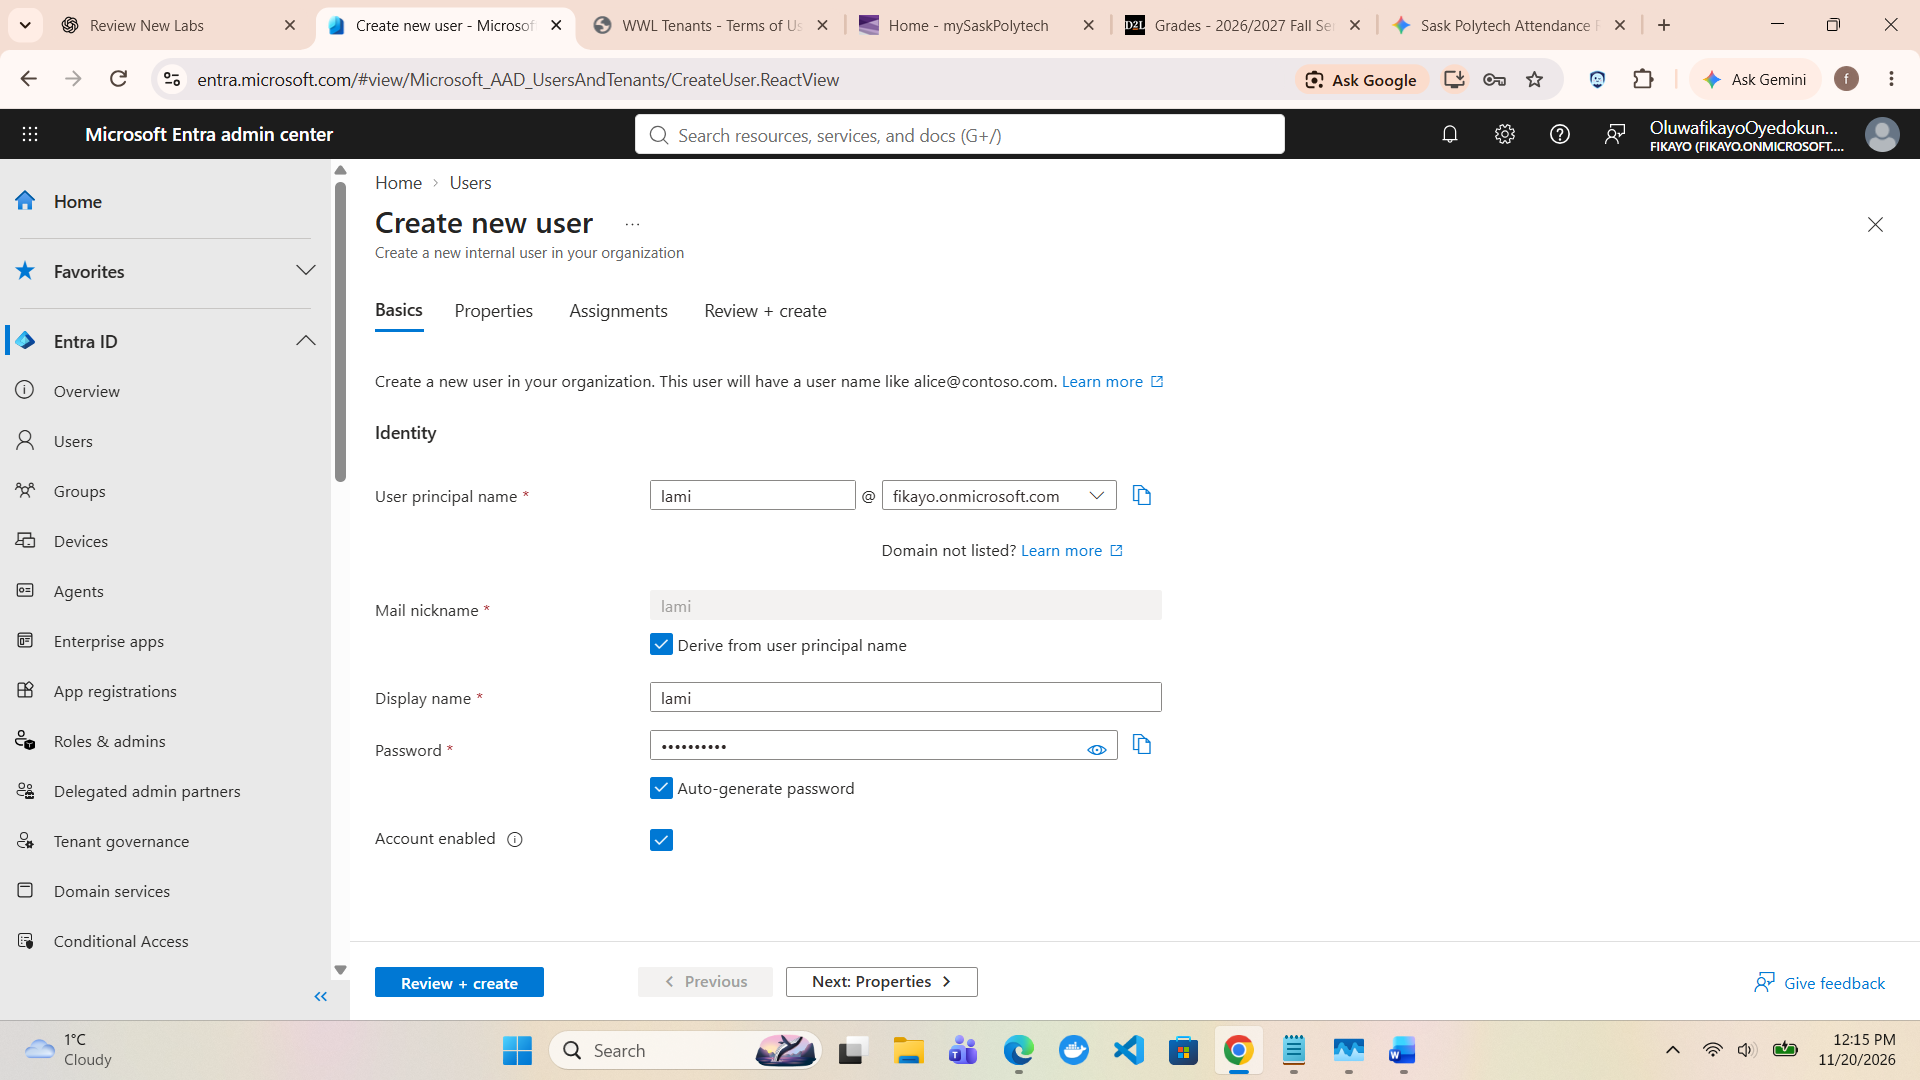 Review New Labs
Create new user - Microsof
WWL Tenants - Terms of Us
Home - mySaskPolytech
D2L
Grades - 2026/2027 Fall Se
Sask Polytech Attendance P
entra.microsoft.com/#view/Microsoft_AAD_UsersAndTenants/CreateUser.ReactView
Ask Google
Ask Gemini
f
Microsoft Entra admin center
Search resources, services, and docs (G+/)
OluwafikayoOyedokun...
FIKAYO (FIKAYO.ONMICROSOFT....
Home
Favorites
Entra ID
Overview
Users
Groups
Devices
Agents
Enterprise apps
App registrations
Roles & admins
Delegated admin partners
Tenant governance
Domain services
Conditional Access
Home > Users
Create new user ...
Create a new internal user in your organization
Basics Properties Assignments Review + create
Create a new user in your organization. This user will have a user name like alice@contoso.com. Learn more
Identity
User principal name *
lami @ fikayo.onmicrosoft.com
Domain not listed? Learn more
Mail nickname *
lami
Derive from user principal name
Display name *
lami
Password *
••••••••••
Auto-generate password
Account enabled
Review + create
< Previous
Next: Properties >
Give feedback
1°C
Cloudy
Search
12:15 PM
11/20/2026